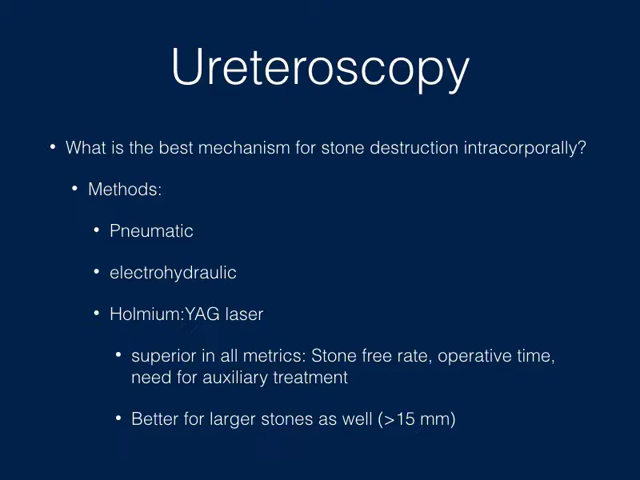 Ureteroscopy
• What is the best mechanism for stone destruction intracorporally?
• Methods:
• Pneumatic
• electrohydraulic
• Holmium:YAG laser
• superior in all metrics: Stone free rate, operative time,
need for auxiliary treatment
• Better for larger stones as well (>15 mm)